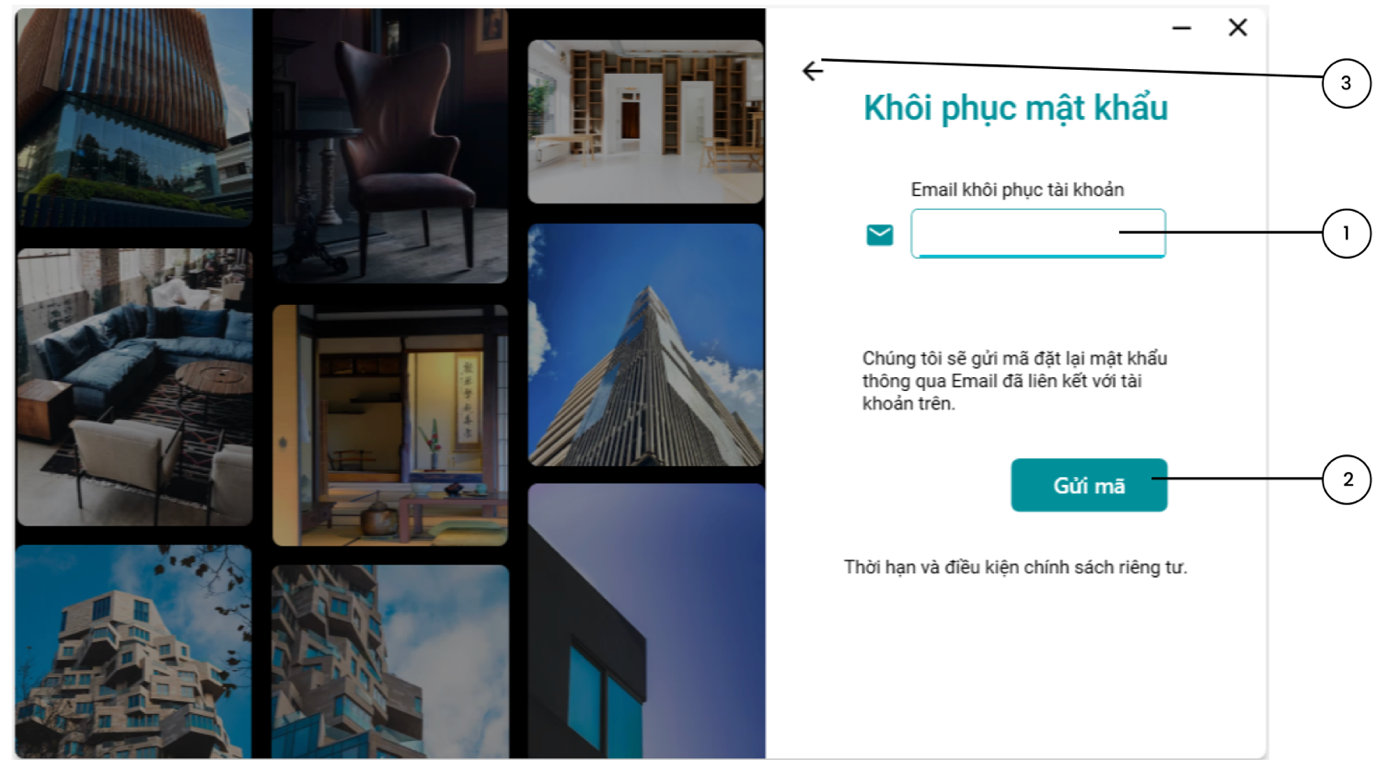 3
Khôi phục mật khẩu
Email khôi phục tài khoản
1
Chúng tôi sẽ gửi mã đặt lại mật khẩu
thông qua Email đã liên kết với tài
khoản trên.
Gửi mã
2
Thời hạn và điều kiện chính sách riêng tư.